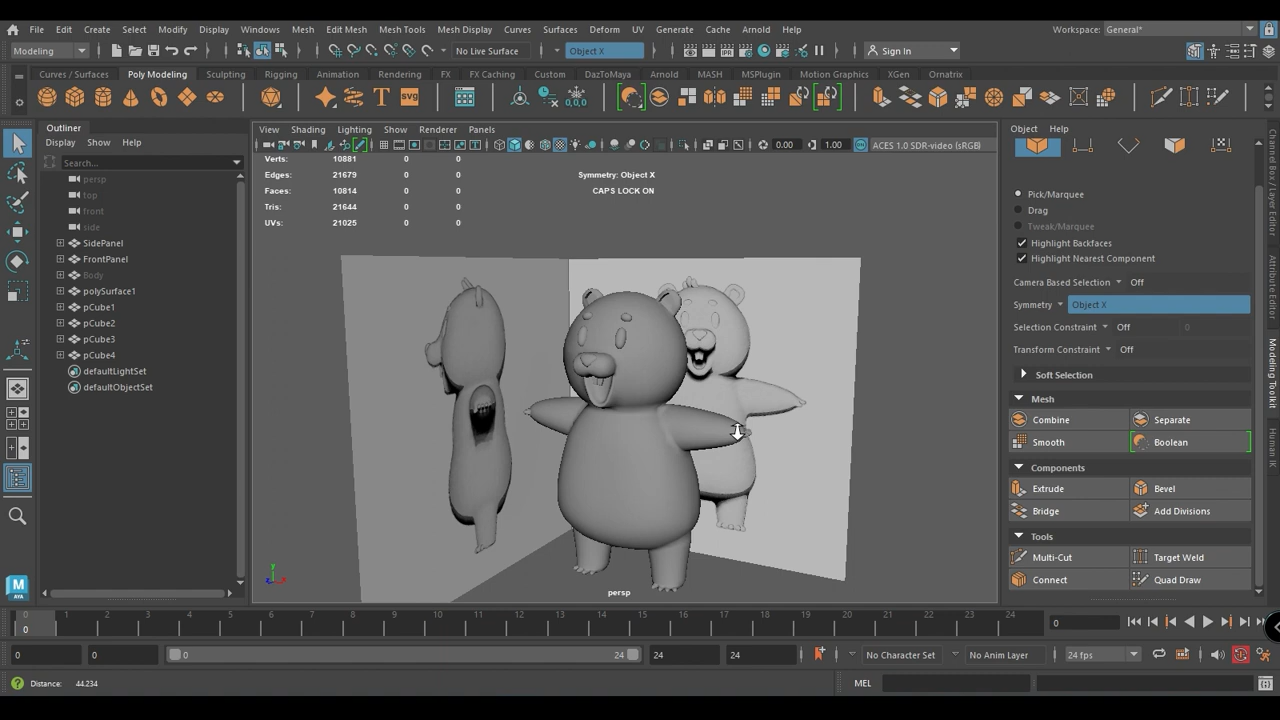 File Edit Create Select Modify Display Windows Mesh Edit Mesh Mesh Tools Mesh Display Curves Surfaces Deform UV Generate Cache Arnold Help Workspace: General*
Modeling No Live Surface Object X Sign In
Curves / Surfaces Poly Modeling Sculpting Rigging Animation Rendering FX FX Caching Custom DazToMaya Arnold MASH MSPlugin Motion Graphics XGen Ornatrix
T svg 0,0,0
Outliner
Display Show Help
Search...
persp
top
front
side
SidePanel
FrontPanel
Body
polySurface1
pCube1
pCube2
pCube3
pCube4
defaultLightSet
defaultObjectSet
M
AYA
View Shading Lighting Show Renderer Panels
0.00 1.00 ACES 1.0 SDR-video (sRGB)
Verts: 10881 0 0
Edges: 21679 0 0
Faces: 10814 0 0
Tris: 21644 0 0
UVs: 21025 0 0
Symmetry: Object X
CAPS LOCK ON
y
persp
Object Help
Pick/Marquee
Drag
Tweak/Marquee
Highlight Backfaces
Highlight Nearest Component
Camera Based Selection Off
Symmetry Object X
Selection Constraint Off 0
Transform Constraint Off
Soft Selection
Mesh
Combine Separate
Smooth Boolean
Components
Extrude Bevel
Bridge Add Divisions
Tools
Multi-Cut Target Weld
Connect Quad Draw
Channel Box / Layer Editor
Modeling Toolkit
Human IK
0 1 2 3 4 5 6 7 8 9 10 11 12 13 14 15 16 17 18 19 20 21 22 23 24
0 0
0 0 0 24 24 24 No Character Set No Anim Layer 24 fps
Distance: 44.234 MEL